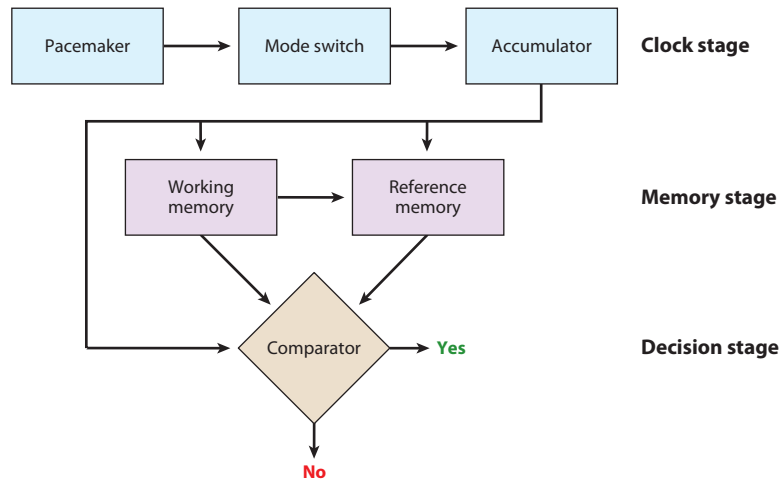 Pacemaker
Mode switch
Accumulator
Clock stage
Working
memory
Reference
memory
Memory stage
Comparator
Yes
Decision stage
No